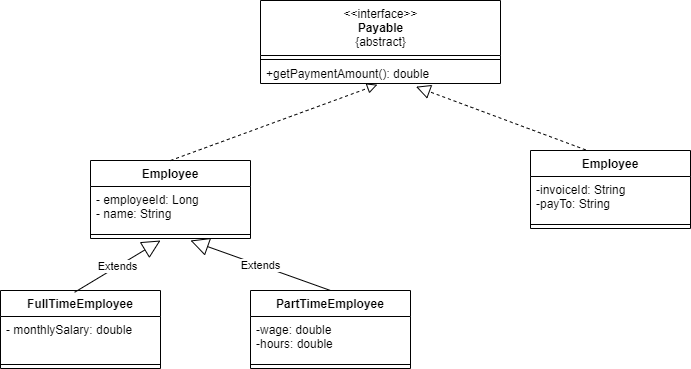 <<interface>>
Payable
{abstract}
+getPaymentAmount(): double
Employee
- employeeId: Long
- name: String
Employee
-invoiceId: String
-payTo: String
Extends
Extends
FullTimeEmployee
- monthlySalary: double
PartTimeEmployee
-wage: double
-hours: double